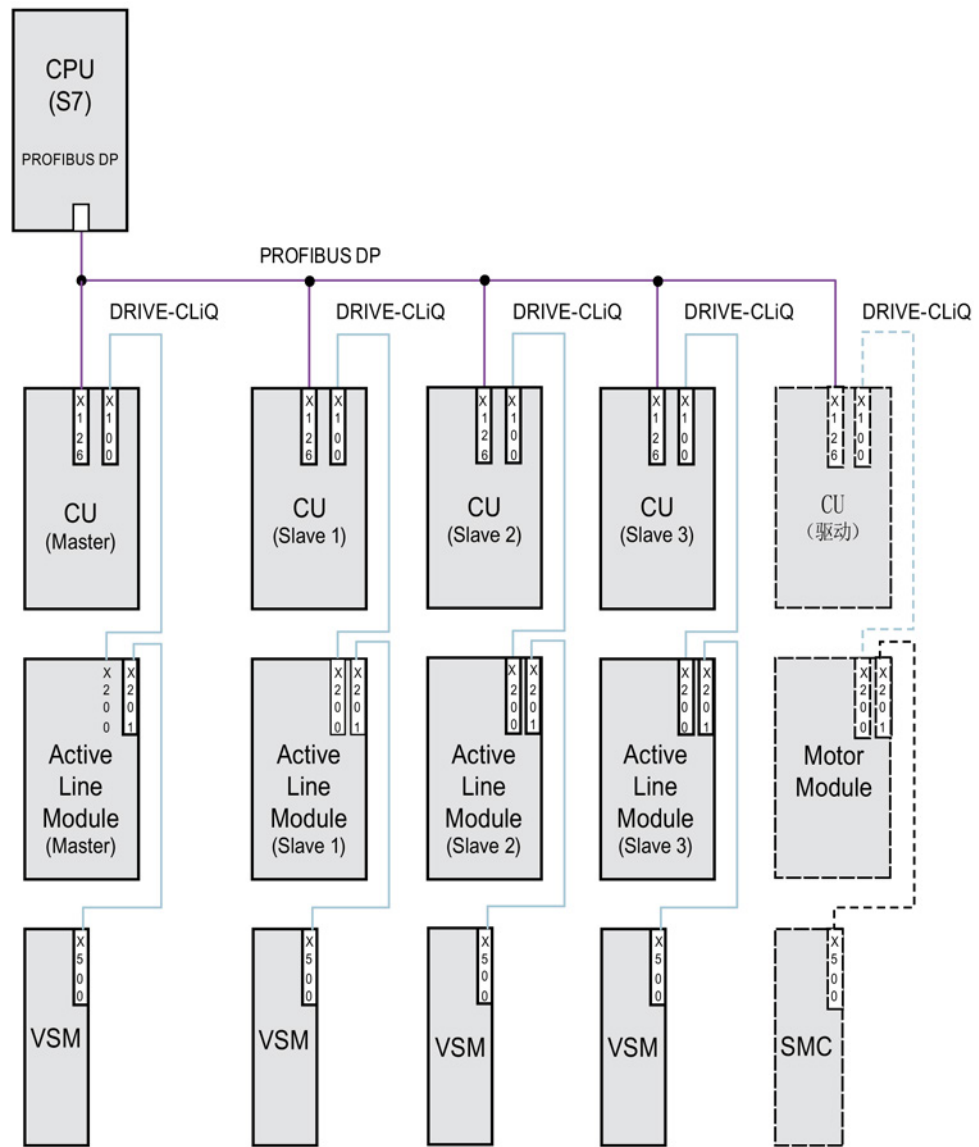 CPU
(S7)
PROFIBUS DP
PROFIBUS DP
DRIVE-CLiQ
DRIVE-CLiQ
DRIVE-CLiQ
DRIVE-CLiQ
DRIVE-CLiQ
X126
X100
X126
X100
X126
X100
X126
X100
X126
X100
CU
(Master)
CU
(Slave 1)
CU
(Slave 2)
CU
(Slave 3)
CU
（驱动）
X200
X201
X200
X201
X200
X201
X200
X201
X200
X201
Active
Line
Module
(Master)
Active
Line
Module
(Slave 1)
Active
Line
Module
(Slave 2)
Active
Line
Module
(Slave 3)
Motor
Module
X500
X500
X500
X500
X500
VSM
VSM
VSM
VSM
SMC